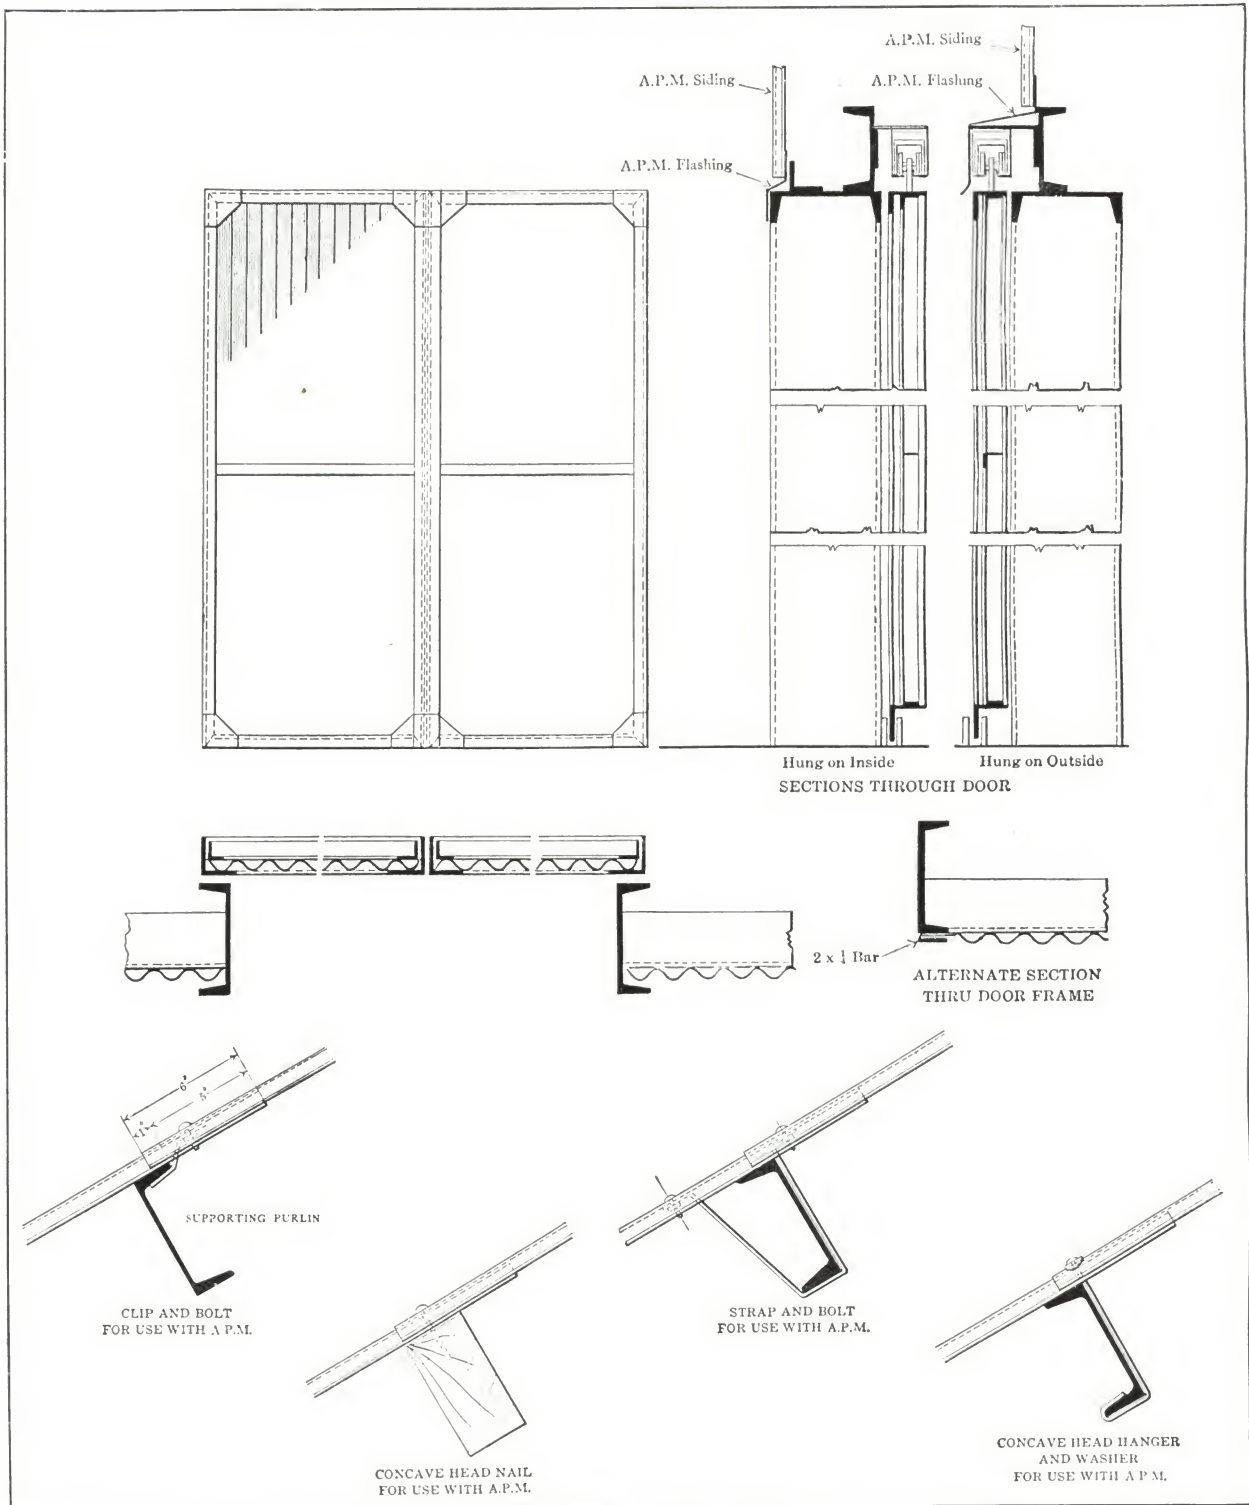 A.P.M. Siding
A.P.M. Siding
A.P.M. Flashing
A.P.M. Flashing
Hung on Inside
Hung on Outside
SECTIONS THROUGH DOOR
2 x ¼ Bar
ALTERNATE SECTION
THRU DOOR FRAME
6"
5"
1"
SUPPORTING PURLIN
CLIP AND BOLT
FOR USE WITH A P.M.
STRAP AND BOLT
FOR USE WITH A.P.M.
CONCAVE HEAD NAIL
FOR USE WITH A.P.M.
CONCAVE HEAD HANGER
AND WASHER
FOR USE WITH A P M.